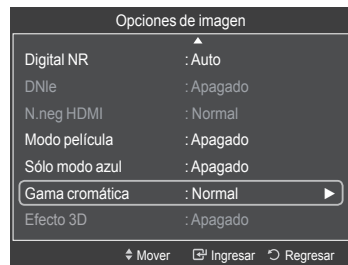 Opciones de imagen
Digital NR : Auto
DNIe : Apagado
N.neg HDMI : Normal
Modo película : Apagado
Sólo modo azul : Apagado
Gama cromática : Normal
Efecto 3D : Apagado
Mover Ingresar Regresar